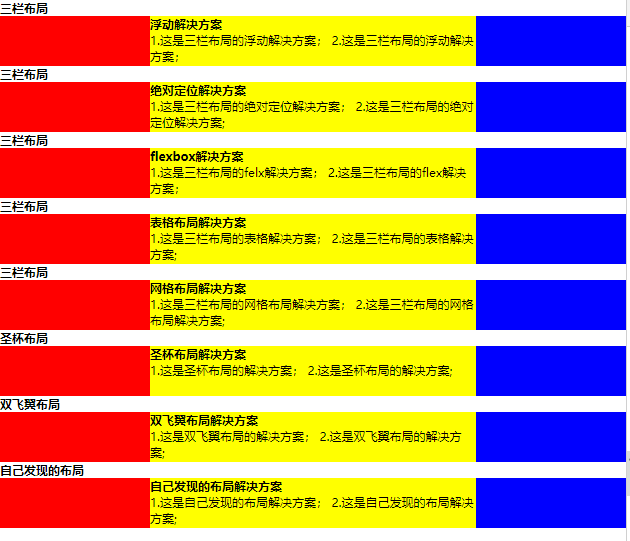 三栏布局
浮动解决方案
1.这是三栏布局的浮动解决方案； 2.这是三栏布局的浮动解决
方案；
三栏布局
绝对定位解决方案
1.这是三栏布局的绝对定位解决方案； 2.这是三栏布局的绝对
定位解决方案;
三栏布局
flexbox解决方案
1.这是三栏布局的felx解决方案； 2.这是三栏布局的flex解决
方案；
三栏布局
表格布局解决方案
1.这是三栏布局的表格解决方案； 2.这是三栏布局的表格解决
方案;
三栏布局
网格布局解决方案
1.这是三栏布局的网格布局解决方案； 2.这是三栏布局的网格
布局解决方案;
圣杯布局
圣杯布局解决方案
1.这是圣杯布局的解决方案； 2.这是圣杯布局的解决方案;
双飞翼布局
双飞翼布局解决方案
1.这是双飞翼布局的解决方案； 2.这是双飞翼布局的解决方
案;
自己发现的布局
自己发现的布局解决方案
1.这是自己发现的布局解决方案； 2.这是自己发现的布局解决
方案;